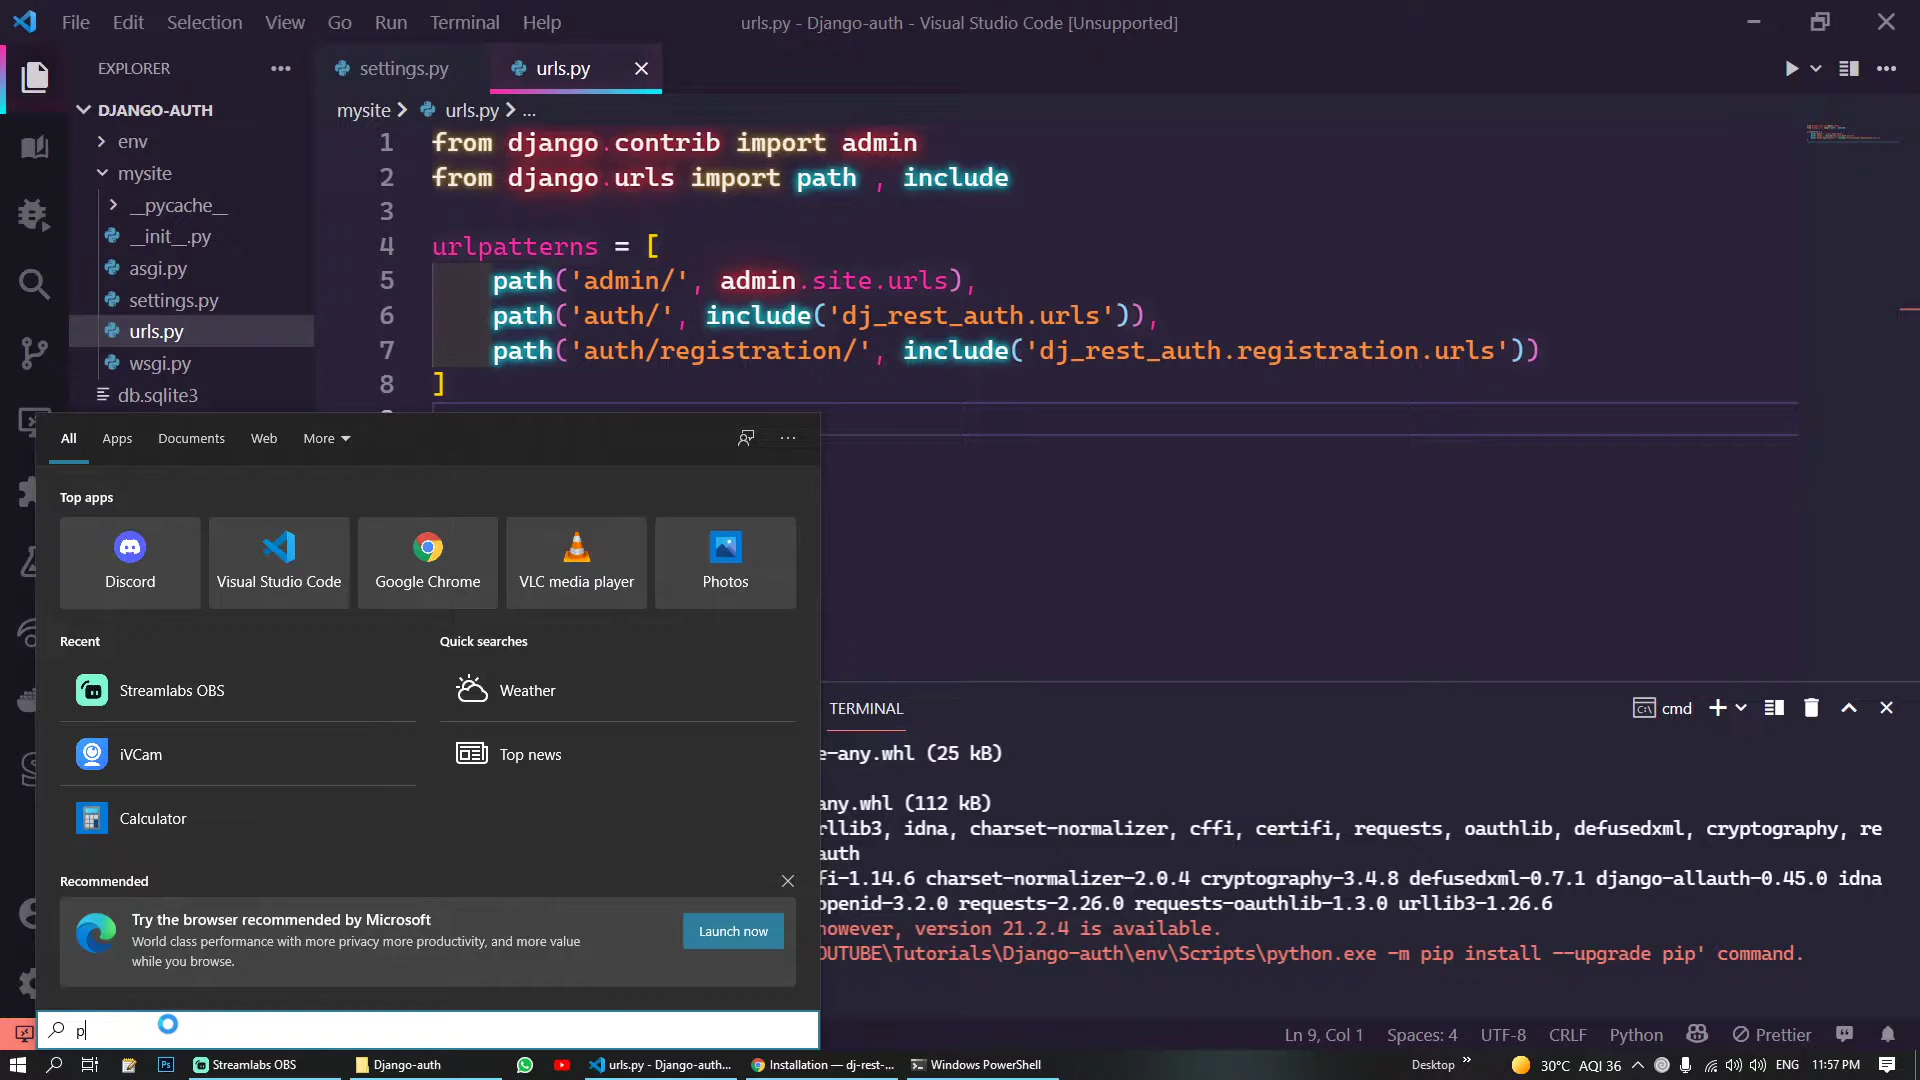 File Edit Selection View Go Run Terminal Help
urls.py - Django-auth - Visual Studio Code [Unsupported]
EXPLORER
settings.py
urls.py
DJANGO-AUTH
mysite
urls.py
...
env
mysite
__pycache__
__init__.py
asgi.py
settings.py
urls.py
wsgi.py
db.sqlite3
1 from django.contrib import admin
2 from django.urls import path , include
3
4 urlpatterns = [
5 path('admin/', admin.site.urls),
6 path('auth/', include('dj_rest_auth.urls')),
7 path('auth/registration/', include('dj_rest_auth.registration.urls'))
8 ]
All Apps Documents Web More
Top apps
Discord
Visual Studio Code
Google Chrome
VLC media player
Photos
Recent
Quick searches
Streamlabs OBS
Weather
iVCam
Top news
Calculator
Recommended
Try the browser recommended by Microsoft
World class performance with more privacy more productivity, and more value
while you browse.
Launch now
p
TERMINAL
cmd
e-any.whl (25 kB)
any.whl (112 kB)
rllib3, idna, charset-normalizer, cffi, certifi, requests, oauthlib, defusedxml, cryptography, re
auth
fi-1.14.6 charset-normalizer-2.0.4 cryptography-3.4.8 defusedxml-0.7.1 django-allauth-0.45.0 idna
openid-3.2.0 requests-2.26.0 requests-oauthlib-1.3.0 urllib3-1.26.6
however, version 21.2.4 is available.
OUTUBE\Tutorials\Django-auth\env\Scripts\python.exe -m pip install --upgrade pip' command.
Ln 9, Col 1 Spaces: 4 UTF-8 CRLF Python Prettier
Streamlabs OBS
Django-auth
urls.py - Django-auth...
Installation — dj-rest-...
Windows PowerShell
Desktop
30°C AQI 36
ENG
11:57 PM